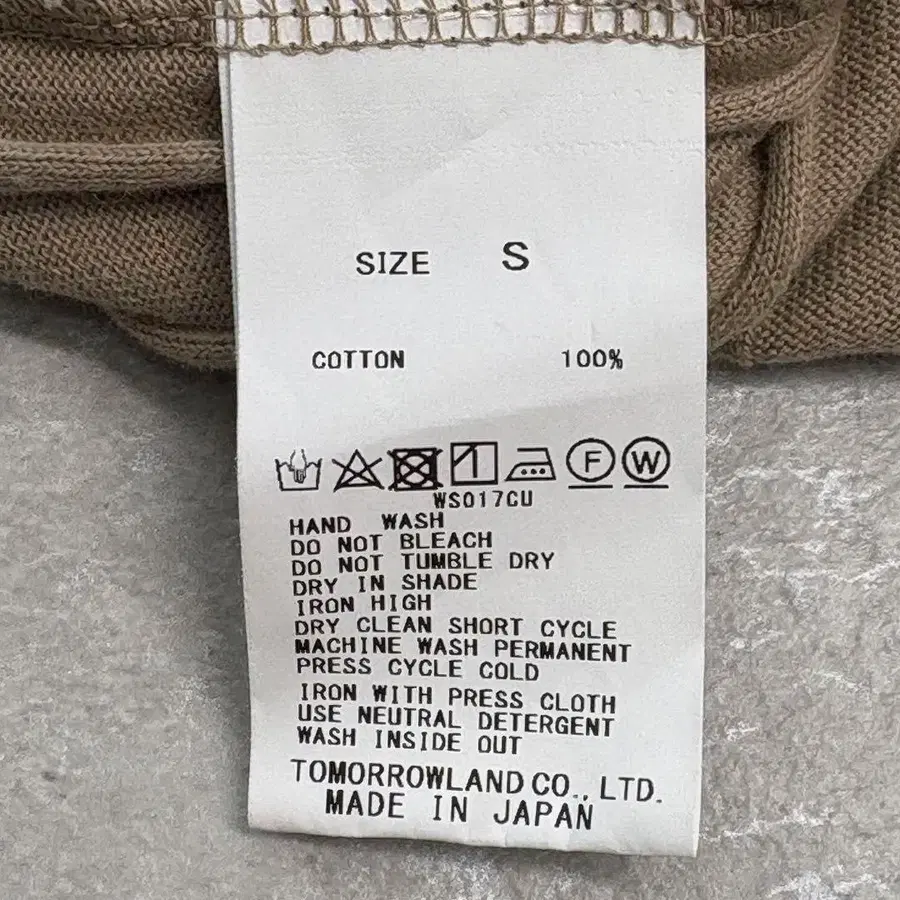 SIZE S
COTTON 100%
F W
WS017CU
HAND WASH
DO NOT BLEACH
DO NOT TUMBLE DRY
DRY IN SHADE
IRON HIGH
DRY CLEAN SHORT CYCLE
MACHINE WASH PERMANENT
PRESS CYCLE COLD
IRON WITH PRESS CLOTH
USE NEUTRAL DETERGENT
WASH INSIDE OUT
TOMORROWLAND CO., LTD.
MADE IN JAPAN